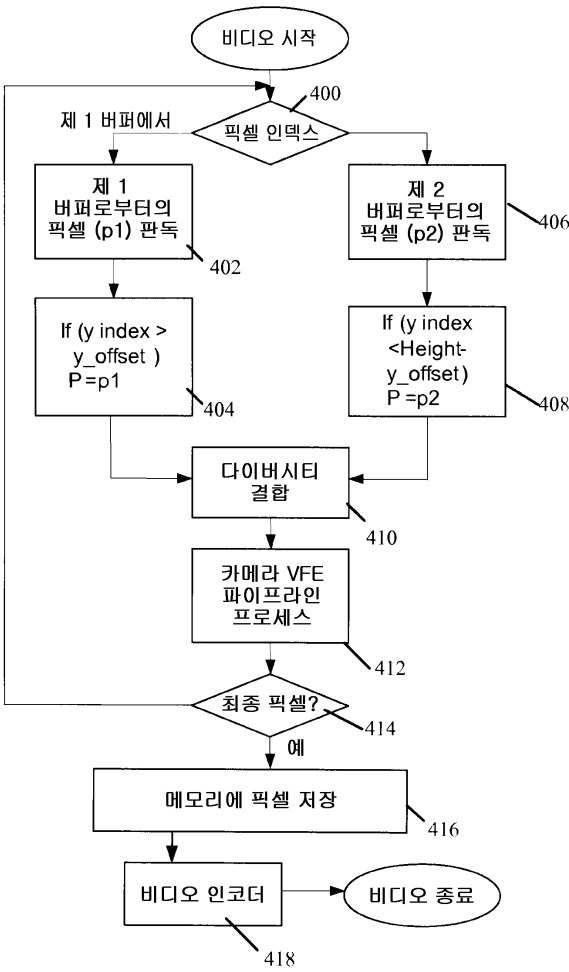 비디오 시작
400
제 1 버퍼에서
픽셀 인덱스
제 1
버퍼로부터의
픽셀 (p1) 판독
402
제 2
버퍼로부터의
픽셀 (p2) 판독
406
If (y index >
y_offset )
P =p1
404
If (y index
<Height-
y_offset)
P =p2
408
다이버시티
결합
410
카메라 VFE
파이프라인
프로세스
412
최종 픽셀?
414
예
메모리에 픽셀 저장
416
비디오 인코더
418
비디오 종료